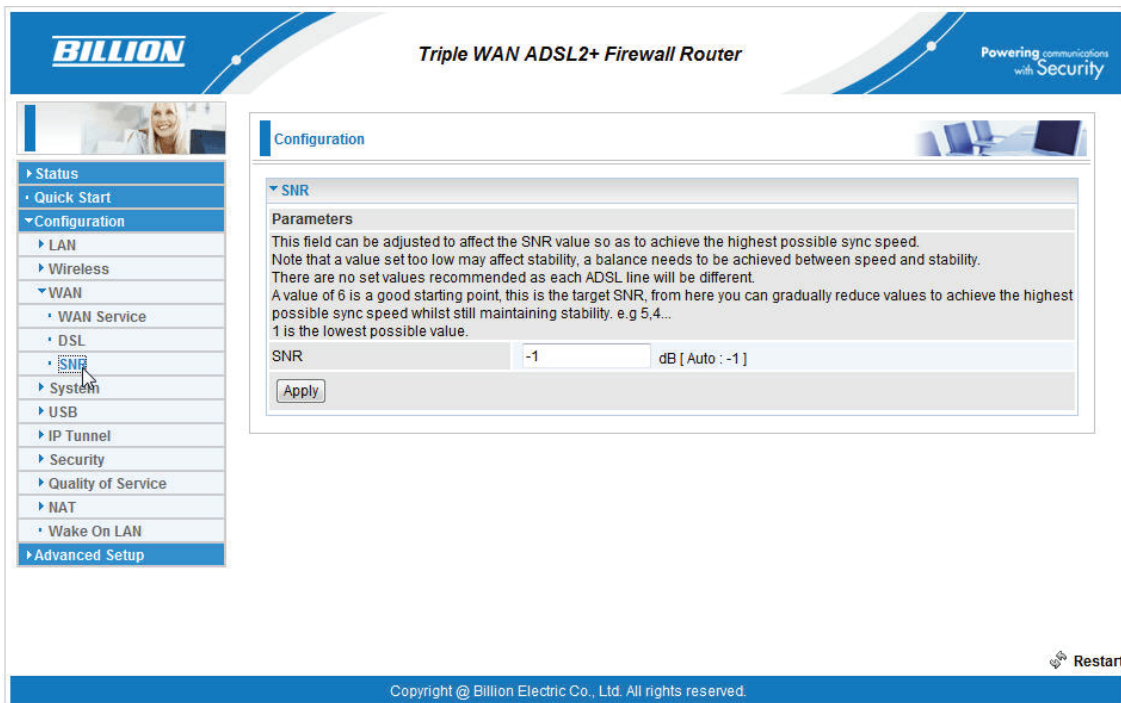 BILLION
Triple WAN ADSL2+ Firewall Router
Powering communications
with Security
Status
Quick Start
Configuration
LAN
Wireless
WAN
WAN Service
DSL
SNR
System
USB
IP Tunnel
Security
Quality of Service
NAT
Wake On LAN
Advanced Setup
Configuration
SNR
Parameters
This field can be adjusted to affect the SNR value so as to achieve the highest possible sync speed.
Note that a value set too low may affect stability, a balance needs to be achieved between speed and stability.
There are no set values recommended as each ADSL line will be different.
A value of 6 is a good starting point, this is the target SNR, from here you can gradually reduce values to achieve the highest
possible sync speed whilst still maintaining stability. e.g 5,4...
1 is the lowest possible value.
SNR -1 dB [ Auto : -1 ]
Apply
Restart
Copyright @ Billion Electric Co., Ltd. All rights reserved.